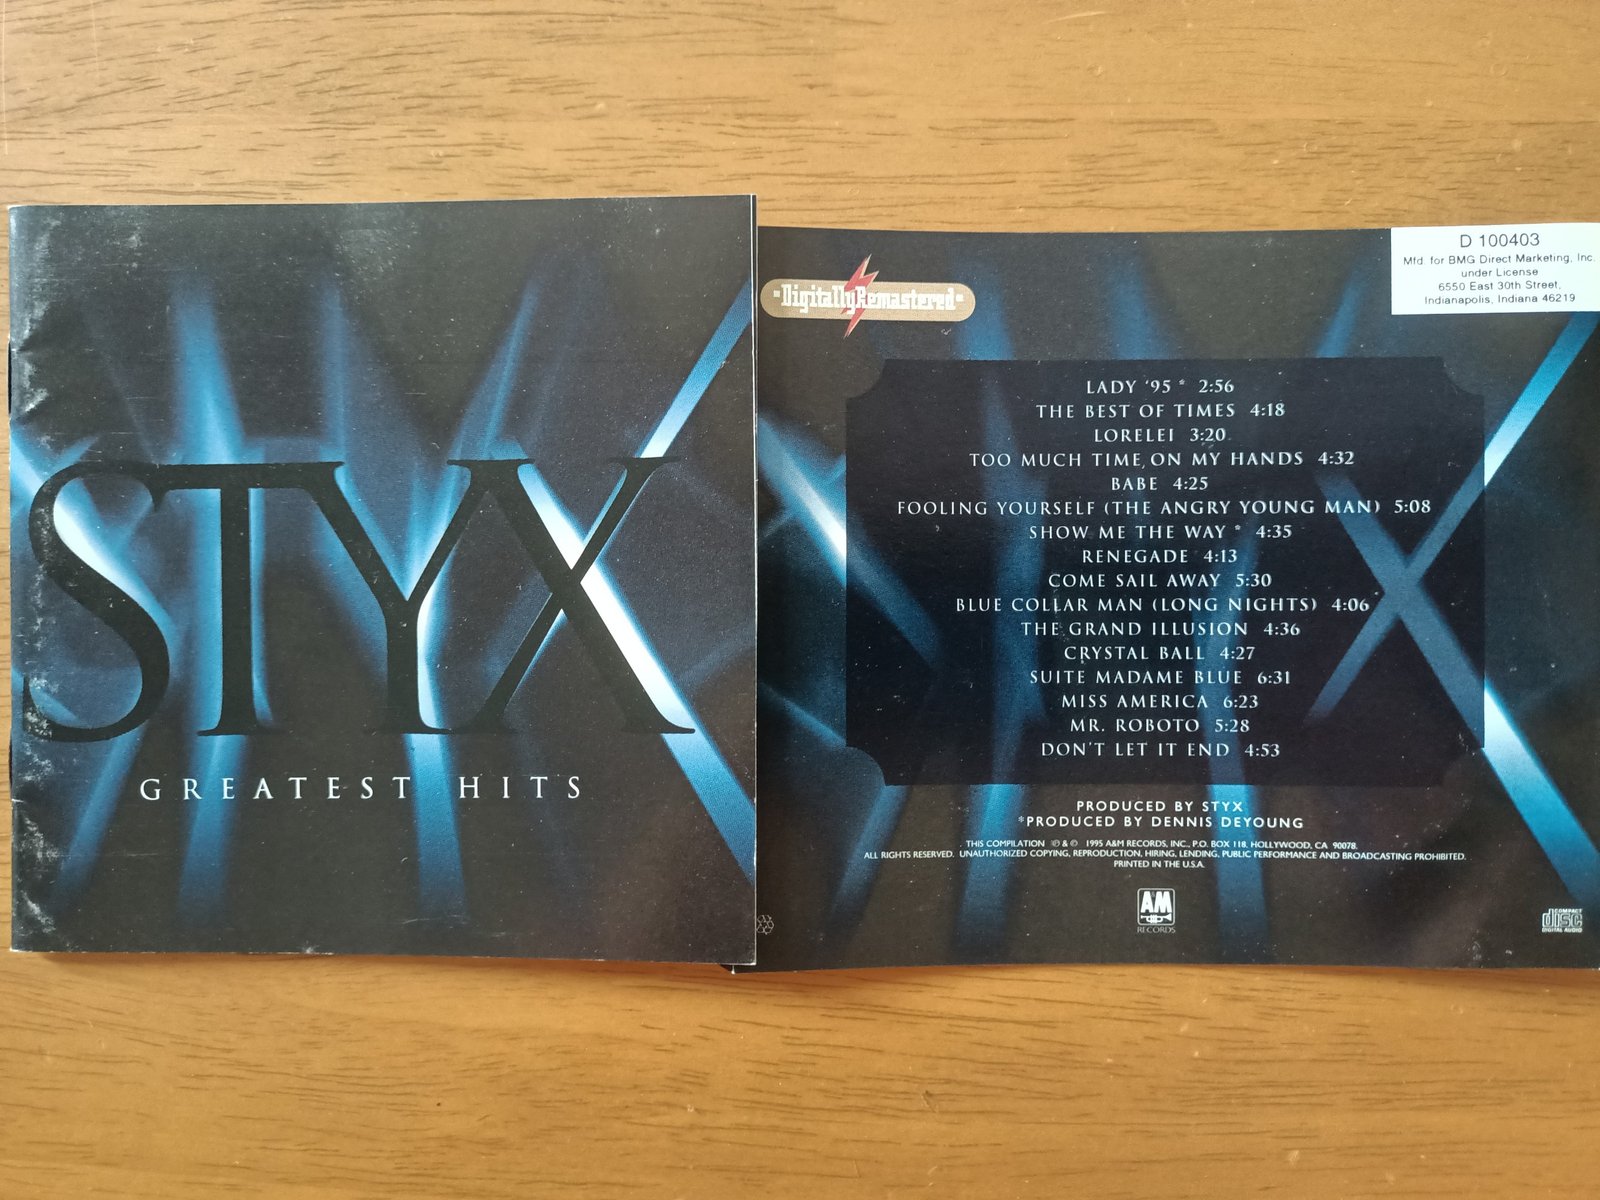 STYX
GREATEST HITS
DigitallyRemastered
D 100403
Mfd. for BMG Direct Marketing, Inc.
under License
6550 East 30th Street,
Indianapolis, Indiana 46219
LADY '95 * 2:56
THE BEST OF TIMES 4:18
LORELEI 3:20
TOO MUCH TIME ON MY HANDS 4:32
BABE 4:25
FOOLING YOURSELF (THE ANGRY YOUNG MAN) 5:08
SHOW ME THE WAY * 4:35
RENEGADE 4:13
COME SAIL AWAY 5:30
BLUE COLLAR MAN (LONG NIGHTS) 4:06
THE GRAND ILLUSION 4:36
CRYSTAL BALL 4:27
SUITE MADAME BLUE 6:31
MISS AMERICA 6:23
MR. ROBOTO 5:28
DON'T LET IT END 4:53
PRODUCED BY STYX
*PRODUCED BY DENNIS DEYOUNG
THIS COMPILATION ℗ & © 1995 A&M RECORDS, INC., P.O. BOX 118, HOLLYWOOD, CA 90078.
ALL RIGHTS RESERVED. UNAUTHORIZED COPYING, REPRODUCTION, HIRING, LENDING, PUBLIC PERFORMANCE AND BROADCASTING PROHIBITED.
PRINTED IN THE U.S.A.
A&M
RECORDS
COMPACT
disc
DIGITAL AUDIO